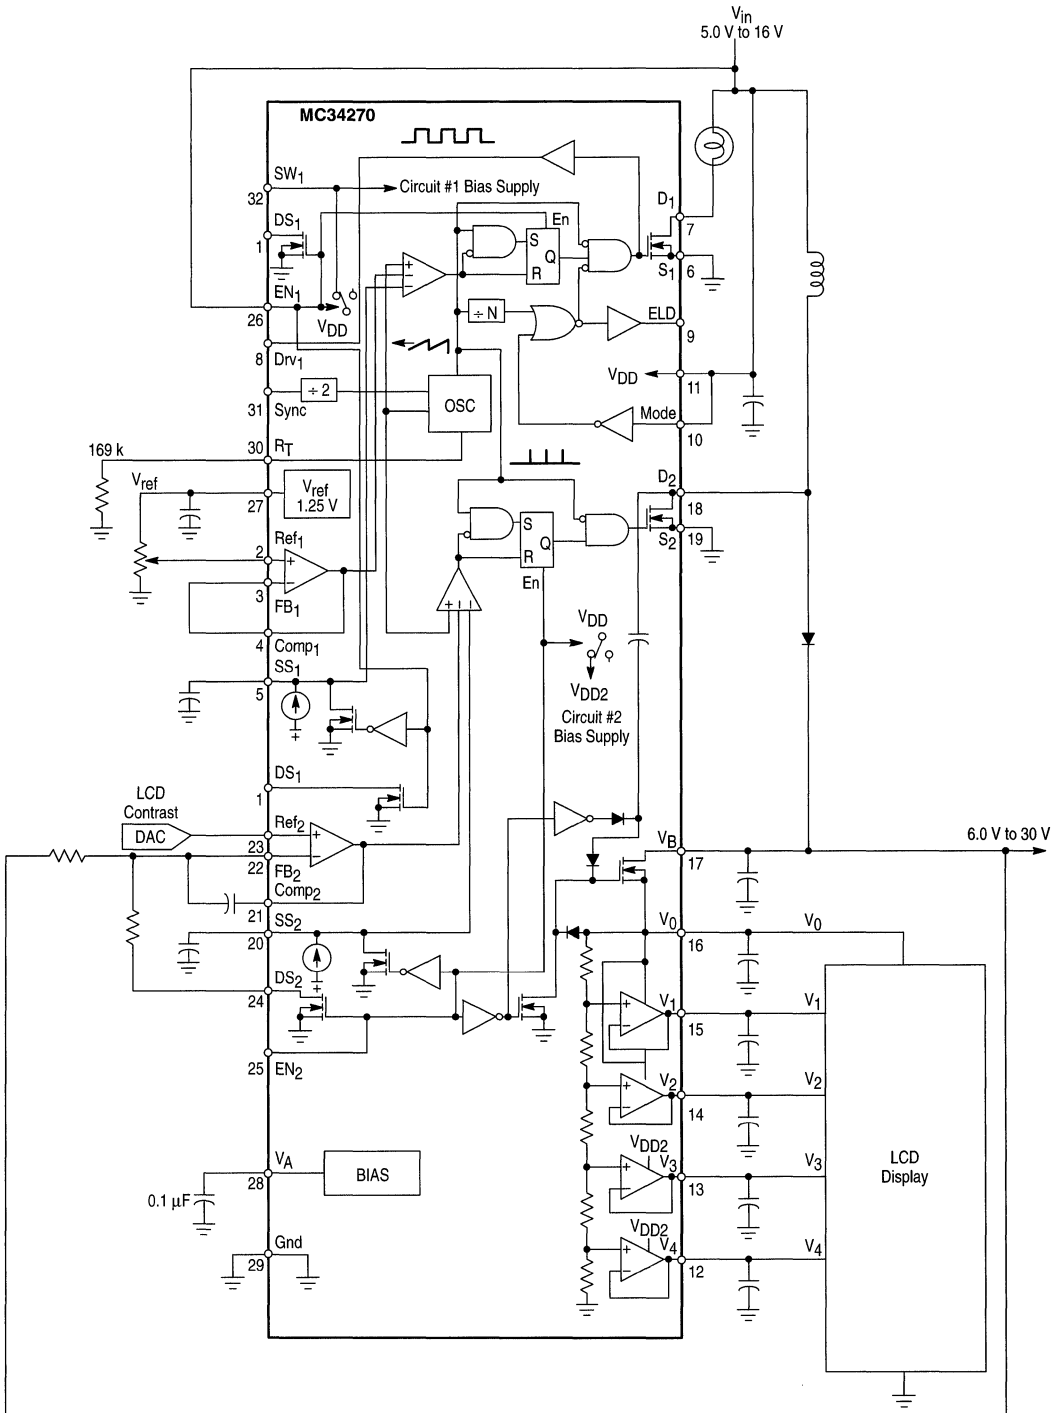 Vin
5.0 V to 16 V
MC34270
SW1
32
Circuit #1 Bias Supply
DS1
1
En
S
Q
R
D1
7
S1
6
EN1
26
VDD
÷ N
ELD
9
8
Drv1
VDD
11
31
Sync
÷ 2
OSC
Mode
10
169 k
30
RT
Vref
27
Vref
1.25 V
D2
18
S2
19
S
Q
R
En
2
Ref1
+
−
3
FB1
4
Comp1
+ − −
VDD
VDD2
Circuit #2
Bias Supply
SS1
5
+
DS1
1
LCD
Contrast
DAC
Ref2
23
22
FB2
+
−
Comp2
21
VB
17
6.0 V to 30 V
SS2
20
+
V0
16
V0
DS2
24
V1
15
V1
+
−
25
EN2
V2
14
V2
+
−
VA
28
0.1 µF
BIAS
VDD2
V3
13
V3
+
−
LCD
Display
Gnd
29
VDD2
V4
12
V4
+
−